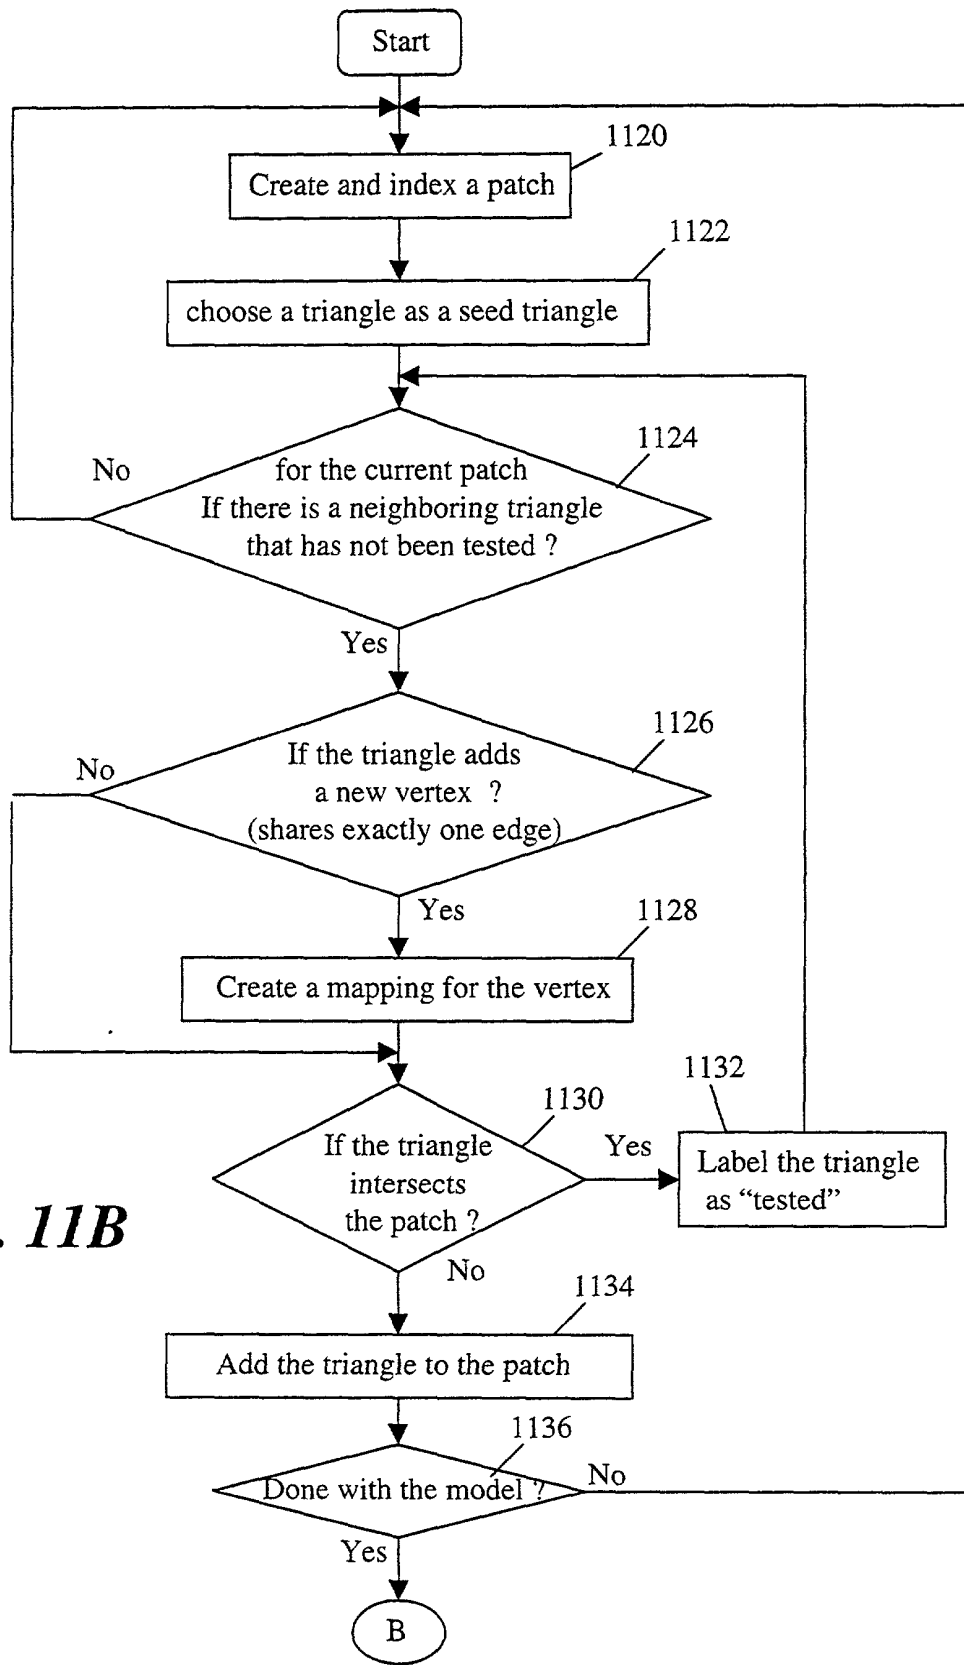 Start
1120
Create and index a patch
1122
choose a triangle as a seed triangle
1124
No
for the current patch
If there is a neighboring triangle
that has not been tested ?
Yes
1126
No
If the triangle adds
a new vertex ?
(shares exactly one edge)
Yes
1128
Create a mapping for the vertex
1132
1130
If the triangle
intersects
the patch ?
Yes
Label the triangle
as “tested”
. 11B
No
1134
Add the triangle to the patch
1136
Done with the model ?
No
Yes
B